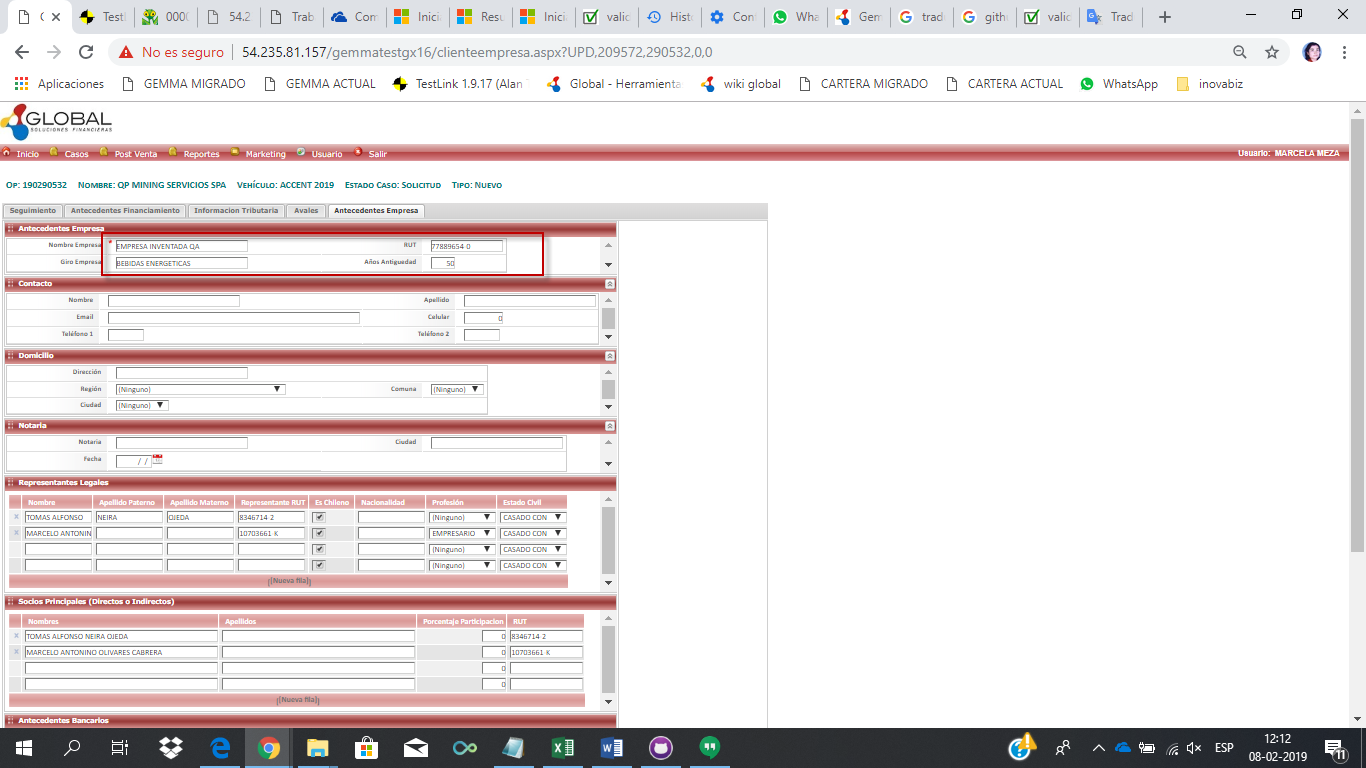 C
Test
0000
54.2
Trab
Com
Inicia
Resu
Inicia
valid
Histo
Conf
Wha
Gem
trad
gith
valid
Trad
No es seguro | 54.235.81.157/gemmatestgx16/clienteempresa.aspx?UPD,209572,290532,0,0
Aplicaciones GEMMA MIGRADO GEMMA ACTUAL TestLink 1.9.17 (Alan Global - Herramienta wiki global CARTERA MIGRADO CARTERA ACTUAL WhatsApp inovabiz
GLOBAL
SOLUCIONES FINANCIERAS
Inicio Casos Post Venta Reportes Marketing Usuario Salir Usuario: MARCELA MEZA
Op: 190290532 Nombre: QP MINING SERVICIOS SPA Vehículo: ACCENT 2019 Estado Caso: Solicitud Tipo: Nuevo
Seguimiento Antecedentes Financiamiento Informacion Tributaria Avales Antecedentes Empresa
Antecedentes Empresa
Nombre Empresa * EMPRESA INVENTADA QA RUT 77889654-0
Giro Empresa BEBIDAS ENERGETICAS Años Antiguedad 50
Contacto
Nombre Apellido
Email Celular 0
Teléfono 1 Teléfono 2
Domicilio
Dirección
Región (Ninguno) Comuna (Ninguno)
Ciudad (Ninguno)
Notaria
Notaria Ciudad
Fecha / /
Representantes Legales
Nombre Apellido Paterno Apellido Materno Representante RUT Es Chileno Nacionalidad Profesión Estado Civil
TOMAS ALFONSO NEIRA OJEDA 8346714-2 (Ninguno) CASADO CON
MARCELO ANTONIN 10703661-K EMPRESARIO CASADO CON
(Ninguno) CASADO CON
(Ninguno) CASADO CON
[(Nueva fila)]
Socios Principales (Directos o Indirectos)
Nombres Apellidos Porcentaje Participacion RUT
TOMAS ALFONSO NEIRA OJEDA 0 8346714-2
MARCELO ANTONINO OLIVARES CABRERA 0 10703661-K
0
0
[(Nueva fila)]
Antecedentes Bancarios
ESP
12:12
08-02-2019
11